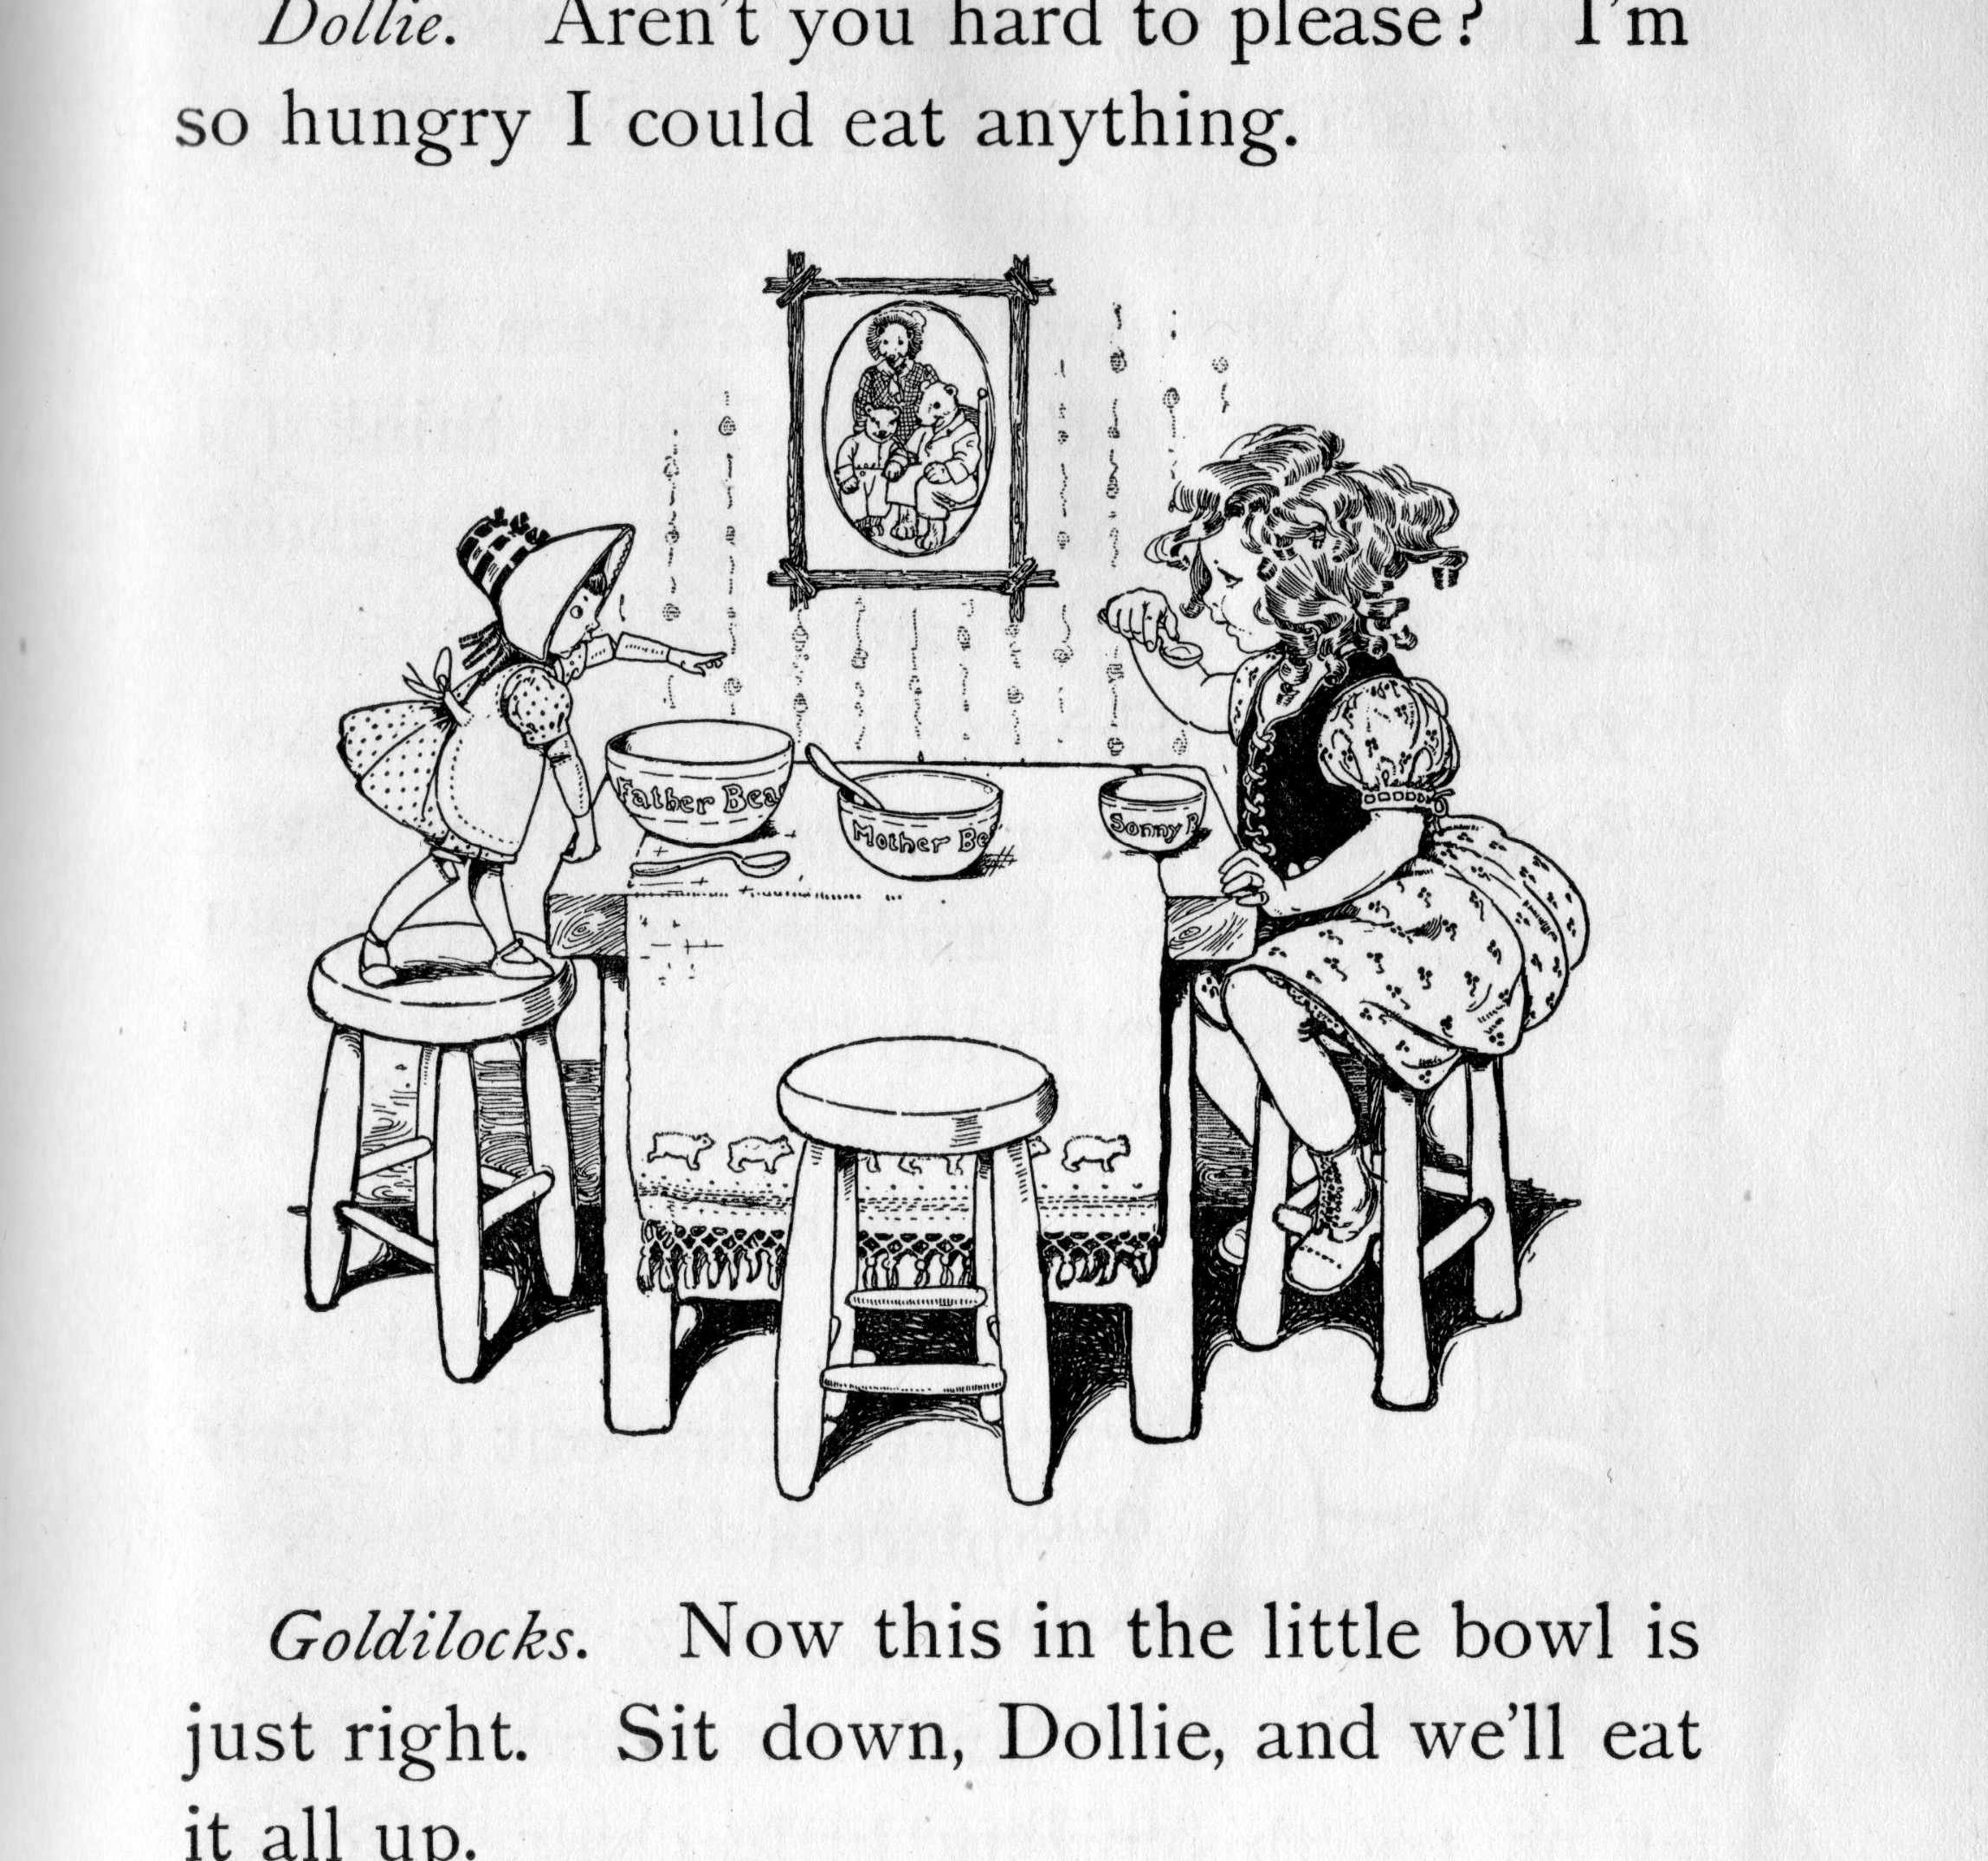 Dollie. Aren't you hard to please? I'm
so hungry I could eat anything.
Father Bea
Mother Be
Sonny B
Goldilocks. Now this in the little bowl is
just right. Sit down, Dollie, and we'll eat
it all up.